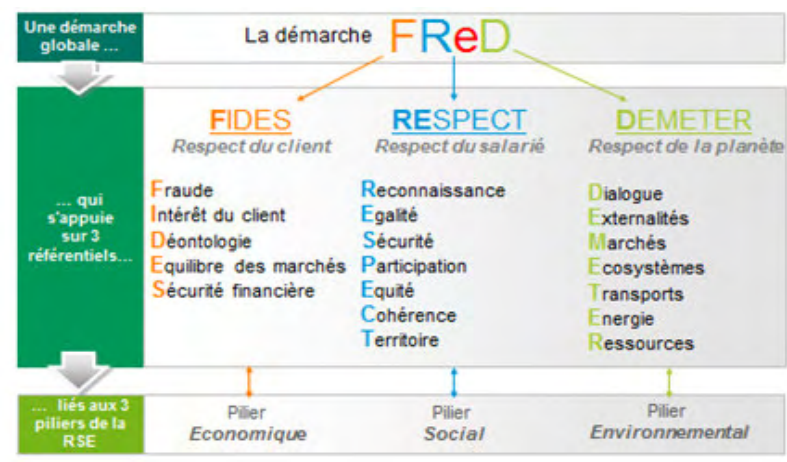 Une démarche
globale ...
La démarche FReD
... qui
s'appuie
sur 3
référentiels...
FIDES
Respect du client
Fraude
Intérêt du client
Déontologie
Equilibre des marchés
Sécurité financière
RESPECT
Respect du salarié
Reconnaissance
Egalité
Sécurité
Participation
Equité
Cohérence
Territoire
DEMETER
Respect de la planète
Dialogue
Externalités
Marchés
Ecosystèmes
Transports
Energie
Ressources
... liés aux 3
piliers de la
RSE
Pilier
Economique
Pilier
Social
Pilier
Environnemental